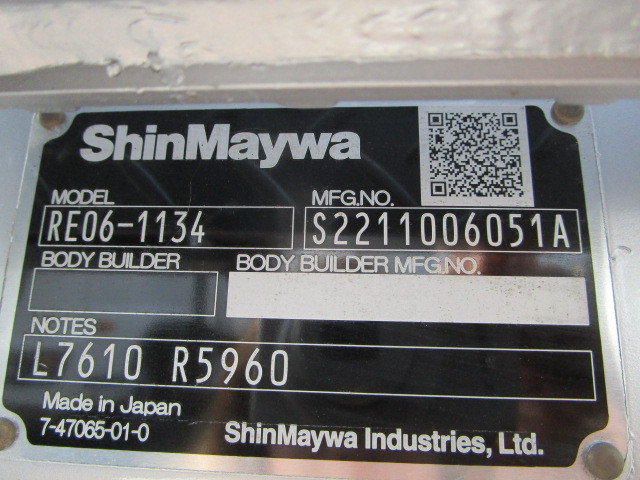 ShinMaywa
MODEL
RE06-1134
MFG.NO.
S2211006051A
BODY BUILDER
BODY BUILDER MFG.NO.
NOTES
L7610 R5960
Made in Japan
7-47065-01-0
ShinMaywa Industries, Ltd.